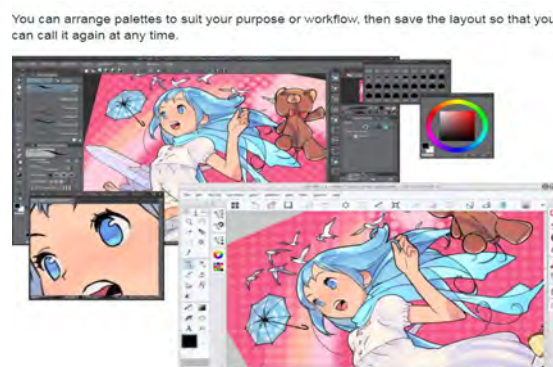 You can arrange palettes to suit your purpose or workflow, then save the layout so that you
can call it again at any time.